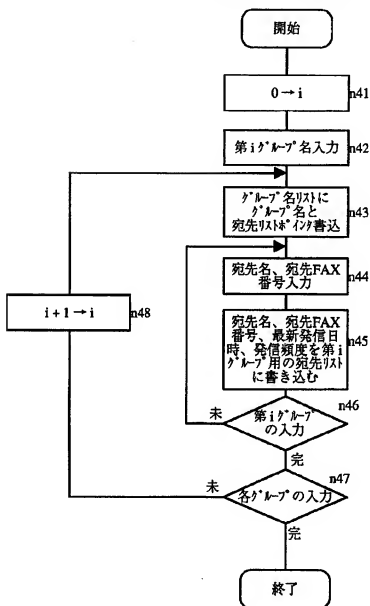 開始
0→i
n41
第iグループ名入力
n42
グループ名リストに
グループ名と
宛先リストポインタ書込
n43
宛先名、宛先FAX
番号入力
n44
i+1→i
n48
宛先名、宛先FAX
番号、最新発信日
時、発信頻度を第i
グループ用の宛先リスト
に書き込む
n45
n46
未
第iグループ
の入力
完
n47
未
各グループの入力
完
終了